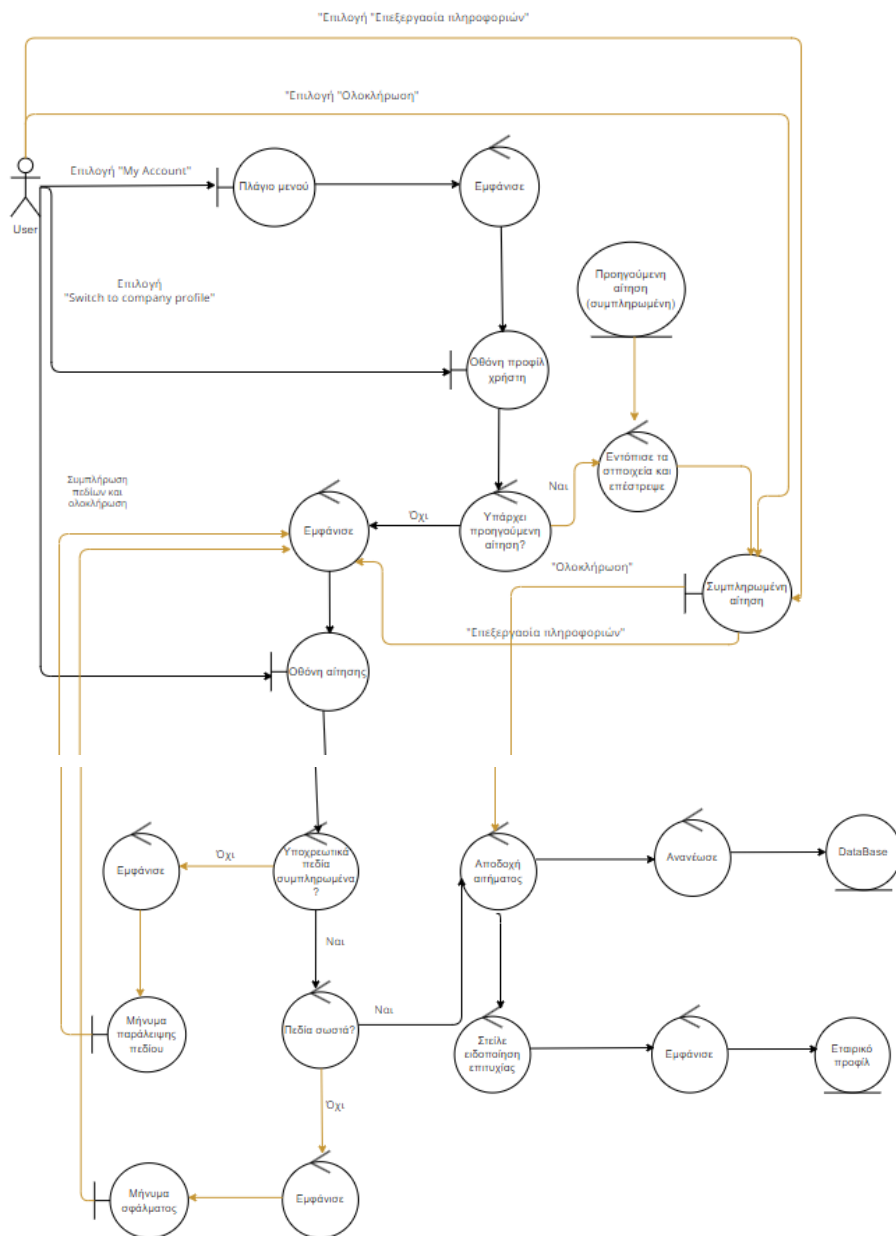 "Επιλογή "Επεξεργασία πληροφοριών"
"Επιλογή "Ολοκλήρωση"
Επιλογή "My Account"
Πλάγιο μενού
Εμφάνισε
User
Επιλογή
"Switch to company profile"
Προηγούμενη
αίτηση
(συμπληρωμένη)
Οθόνη προφίλ
χρήστη
Συμπλήρωση
πεδίων και
ολοκλήρωση
Εμφάνισε
Όχι
Υπάρχει
προηγούμενη
αίτηση?
Ναι
Εντόπισε τα
στποιχεία και
επέστρεψε
"Ολοκλήρωση"
Συμπληρωμένη
αίτηση
"Επεξεργασία πληροφοριών"
Οθόνη αίτησης
Εμφάνισε
Όχι
Υποχρεωτικά
πεδία
συμπληρωμένα
?
Αποδοχή
αιτήματος
Ανανέωσε
DataBase
Ναι
Μήνυμα
παράλειψης
πεδίου
Πεδία σωστά?
Ναι
Στείλε
ειδοποίηση
επιτυχίας
Εμφάνισε
Εταιρικό
προφίλ
Όχι
Μήνυμα
σφάλματος
Εμφάνισε